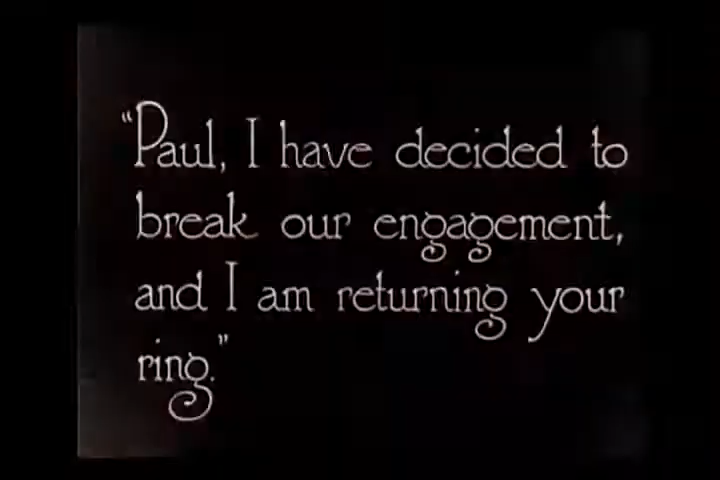 "Paul, I have decided to
break our engagement,
and I am returning your
ring."